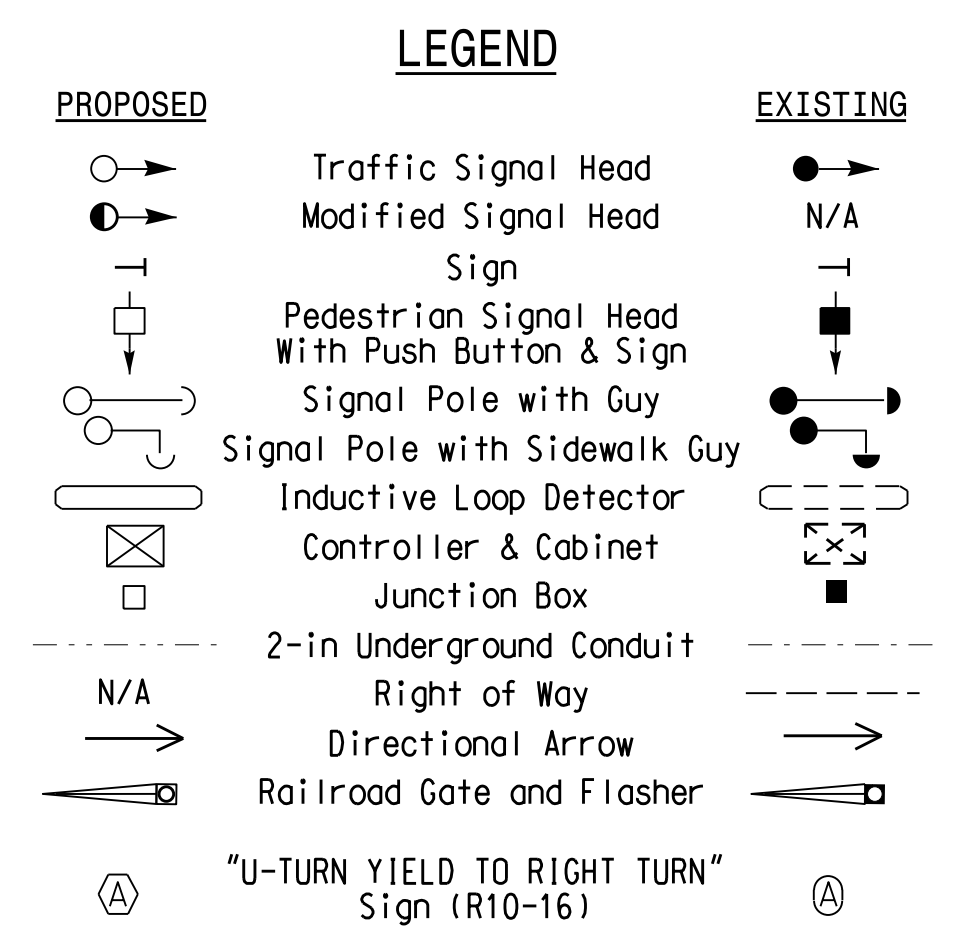 LEGEND
PROPOSED EXISTING
Traffic Signal Head
Modified Signal Head N/A
Sign
Pedestrian Signal Head
With Push Button & Sign
Signal Pole with Guy
Signal Pole with Sidewalk Guy
Inductive Loop Detector
Controller & Cabinet
Junction Box
2-in Underground Conduit
N/A Right of Way
Directional Arrow
Railroad Gate and Flasher
"U-TURN YIELD TO RIGHT TURN"
A Sign (R10-16) A